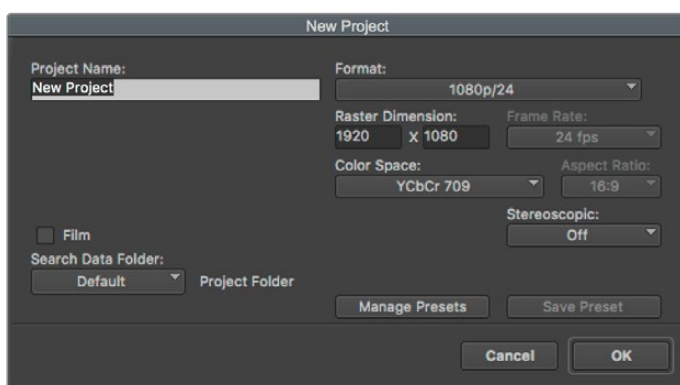 New Project
Project Name:
New Project
Format:
1080p/24
Raster Dimension:
Frame Rate:
1920 x 1080
24 fps
Color Space:
Aspect Ratio:
YCbCr 709
16:9
Stereoscopic:
Off
Film
Search Data Folder:
Default
Project Folder
Manage Presets
Save Preset
Cancel
OK